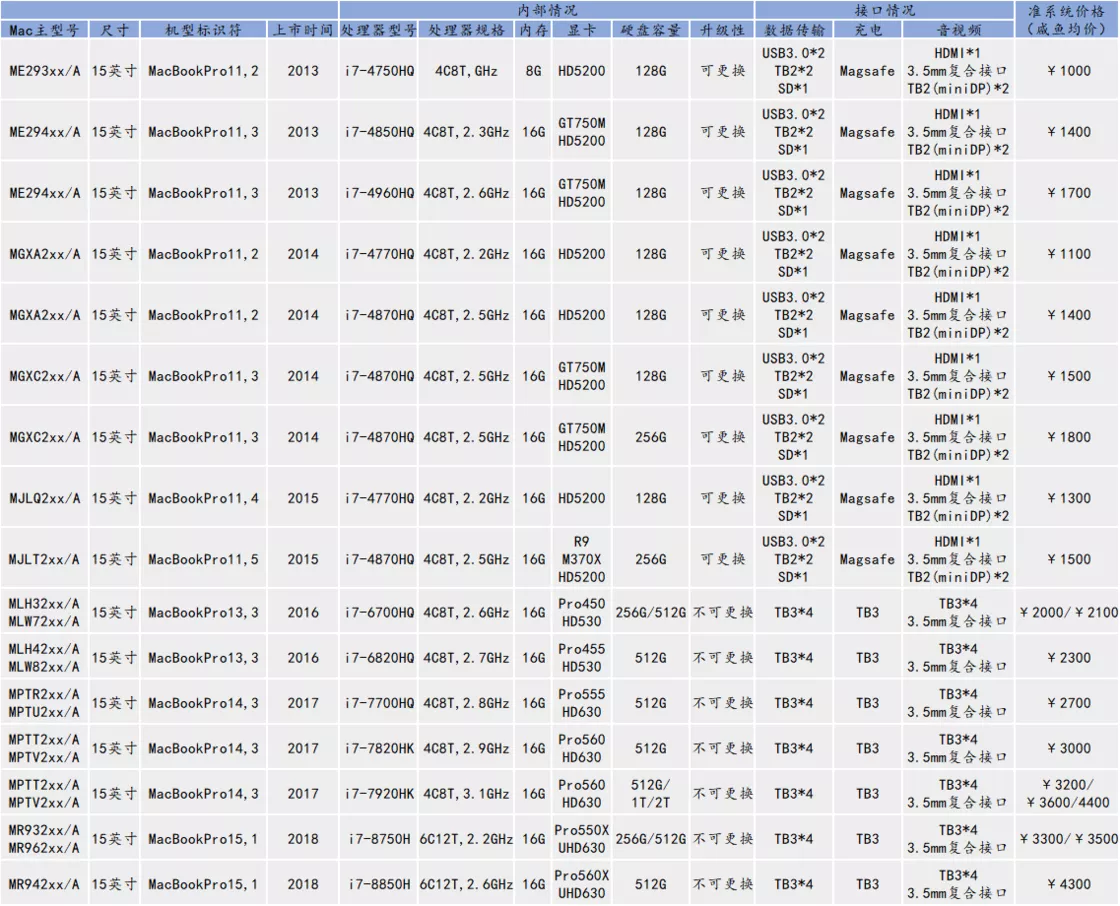 内部情况 接口情况 准系统价格
Mac主型号 尺寸 机型标识符 上市时间 处理器型号 处理器规格 内存 显卡 硬盘容量 升级性 数据传输 充电 音视频 (咸鱼均价)
USB3.0*2 HDMI*1
ME293xx/A 15英寸 MacBookPro11,2 2013 i7-4750HQ 4C8T,GHz 8G HD5200 128G 可更换 TB2*2 Magsafe 3.5mm复合接口 ￥1000
SD*1 TB2(miniDP)*2
GT750M USB3.0*2 HDMI*1
ME294xx/A 15英寸 MacBookPro11,3 2013 i7-4850HQ 4C8T,2.3GHz 16G HD5200 128G 可更换 TB2*2 Magsafe 3.5mm复合接口 ￥1400
SD*1 TB2(miniDP)*2
GT750M USB3.0*2 HDMI*1
ME294xx/A 15英寸 MacBookPro11,3 2013 i7-4960HQ 4C8T,2.6GHz 16G HD5200 128G 可更换 TB2*2 Magsafe 3.5mm复合接口 ￥1700
SD*1 TB2(miniDP)*2
USB3.0*2 HDMI*1
MGXA2xx/A 15英寸 MacBookPro11,2 2014 i7-4770HQ 4C8T,2.2GHz 16G HD5200 128G 可更换 TB2*2 Magsafe 3.5mm复合接口 ￥1100
SD*1 TB2(miniDP)*2
USB3.0*2 HDMI*1
MGXA2xx/A 15英寸 MacBookPro11,2 2014 i7-4870HQ 4C8T,2.5GHz 16G HD5200 128G 可更换 TB2*2 Magsafe 3.5mm复合接口 ￥1400
SD*1 TB2(miniDP)*2
GT750M USB3.0*2 HDMI*1
MGXC2xx/A 15英寸 MacBookPro11,3 2014 i7-4870HQ 4C8T,2.5GHz 16G HD5200 128G 可更换 TB2*2 Magsafe 3.5mm复合接口 ￥1500
SD*1 TB2(miniDP)*2
GT750M USB3.0*2 HDMI*1
MGXC2xx/A 15英寸 MacBookPro11,3 2014 i7-4870HQ 4C8T,2.5GHz 16G HD5200 256G 可更换 TB2*2 Magsafe 3.5mm复合接口 ￥1800
SD*1 TB2(miniDP)*2
USB3.0*2 HDMI*1
MJLQ2xx/A 15英寸 MacBookPro11,4 2015 i7-4770HQ 4C8T,2.2GHz 16G HD5200 128G 可更换 TB2*2 Magsafe 3.5mm复合接口 ￥1300
SD*1 TB2(miniDP)*2
R9 USB3.0*2 HDMI*1
MJLT2xx/A 15英寸 MacBookPro11,5 2015 i7-4870HQ 4C8T,2.5GHz 16G M370X 256G 可更换 TB2*2 Magsafe 3.5mm复合接口 ￥1500
HD5200 SD*1 TB2(miniDP)*2
MLH32xx/A Pro450 TB3*4
15英寸 MacBookPro13,3 2016 i7-6700HQ 4C8T,2.6GHz 16G 256G/512G 不可更换 TB3*4 TB3 ￥2000/￥2100
MLW72xx/A HD530 3.5mm复合接口
MLH42xx/A Pro455 TB3*4
15英寸 MacBookPro13,3 2016 i7-6820HQ 4C8T,2.7GHz 16G 512G 不可更换 TB3*4 TB3 ￥2300
MLW82xx/A HD530 3.5mm复合接口
MPTR2xx/A Pro555 TB3*4
15英寸 MacBookPro14,3 2017 i7-7700HQ 4C8T,2.8GHz 16G 512G 不可更换 TB3*4 TB3 ￥2700
MPTU2xx/A HD630 3.5mm复合接口
MPTT2xx/A Pro560 TB3*4
15英寸 MacBookPro14,3 2017 i7-7820HK 4C8T,2.9GHz 16G 512G 不可更换 TB3*4 TB3 ￥3000
MPTV2xx/A HD630 3.5mm复合接口
MPTT2xx/A Pro560 512G/ TB3*4 ￥3200/
15英寸 MacBookPro14,3 2017 i7-7920HK 4C8T,3.1GHz 16G 不可更换 TB3*4 TB3
MPTV2xx/A HD630 1T/2T 3.5mm复合接口 ￥3600/4400
MR932xx/A Pro550X TB3*4
15英寸 MacBookPro15,1 2018 i7-8750H 6C12T,2.2GHz 16G 256G/512G 不可更换 TB3*4 TB3 ￥3300/￥3500
MR962xx/A UHD630 3.5mm复合接口
Pro560X TB3*4
MR942xx/A 15英寸 MacBookPro15,1 2018 i7-8850H 6C12T,2.6GHz 16G 512G 不可更换 TB3*4 TB3 ￥4300
UHD630 3.5mm复合接口